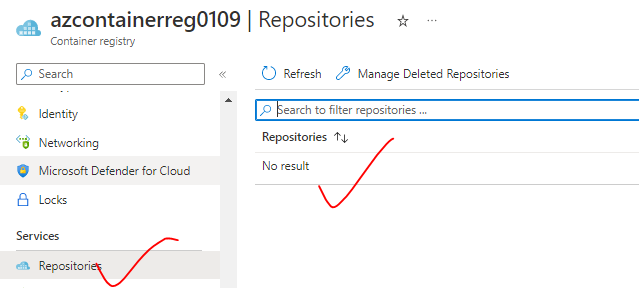 azcontainerreg0109 | Repositories ☆ ...
Container registry
Search «
Refresh Manage Deleted Repositories
Identity
Search to filter repositories ...
Networking
Repositories ↑↓
Microsoft Defender for Cloud
No result
Locks
Services
Repositories